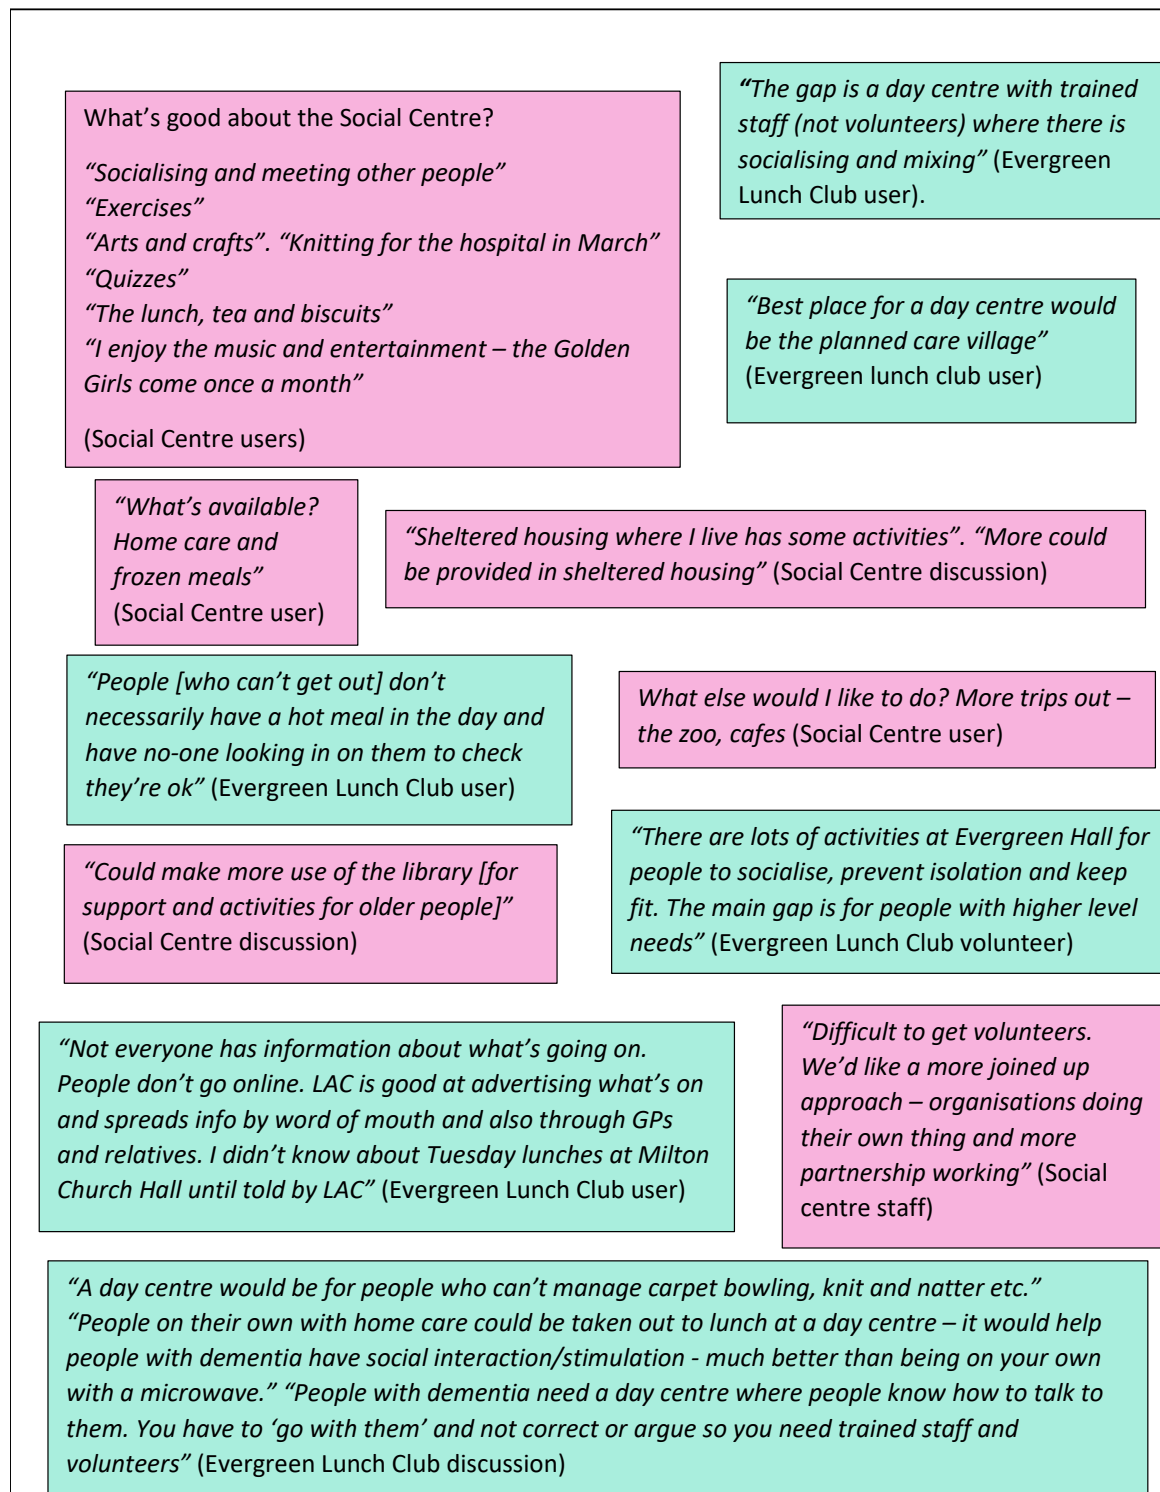 What’s good about the Social Centre?
“Socialising and meeting other people”
“Exercises”
“Arts and crafts”. “Knitting for the hospital in March”
“Quizzes”
“The lunch, tea and biscuits”
“I enjoy the music and entertainment – the Golden
Girls come once a month”
(Social Centre users)
“The gap is a day centre with trained
staff (not volunteers) where there is
socialising and mixing” (Evergreen
Lunch Club user).
“Best place for a day centre would
be the planned care village”
(Evergreen lunch club user)
“What’s available?
Home care and
frozen meals”
(Social Centre user)
“Sheltered housing where I live has some activities”. “More could
be provided in sheltered housing” (Social Centre discussion)
“People [who can’t get out] don’t
necessarily have a hot meal in the day and
have no-one looking in on them to check
they’re ok” (Evergreen Lunch Club user)
What else would I like to do? More trips out –
the zoo, cafes (Social Centre user)
“Could make more use of the library [for
support and activities for older people]”
(Social Centre discussion)
“There are lots of activities at Evergreen Hall for
people to socialise, prevent isolation and keep
fit. The main gap is for people with higher level
needs” (Evergreen Lunch Club volunteer)
“Not everyone has information about what’s going on.
People don’t go online. LAC is good at advertising what’s on
and spreads info by word of mouth and also through GPs
and relatives. I didn’t know about Tuesday lunches at Milton
Church Hall until told by LAC” (Evergreen Lunch Club user)
“Difficult to get volunteers.
We’d like a more joined up
approach – organisations doing
their own thing and more
partnership working” (Social
centre staff)
“A day centre would be for people who can’t manage carpet bowling, knit and natter etc.”
“People on their own with home care could be taken out to lunch at a day centre – it would help
people with dementia have social interaction/stimulation - much better than being on your own
with a microwave.” “People with dementia need a day centre where people know how to talk to
them. You have to ‘go with them’ and not correct or argue so you need trained staff and
volunteers” (Evergreen Lunch Club discussion)